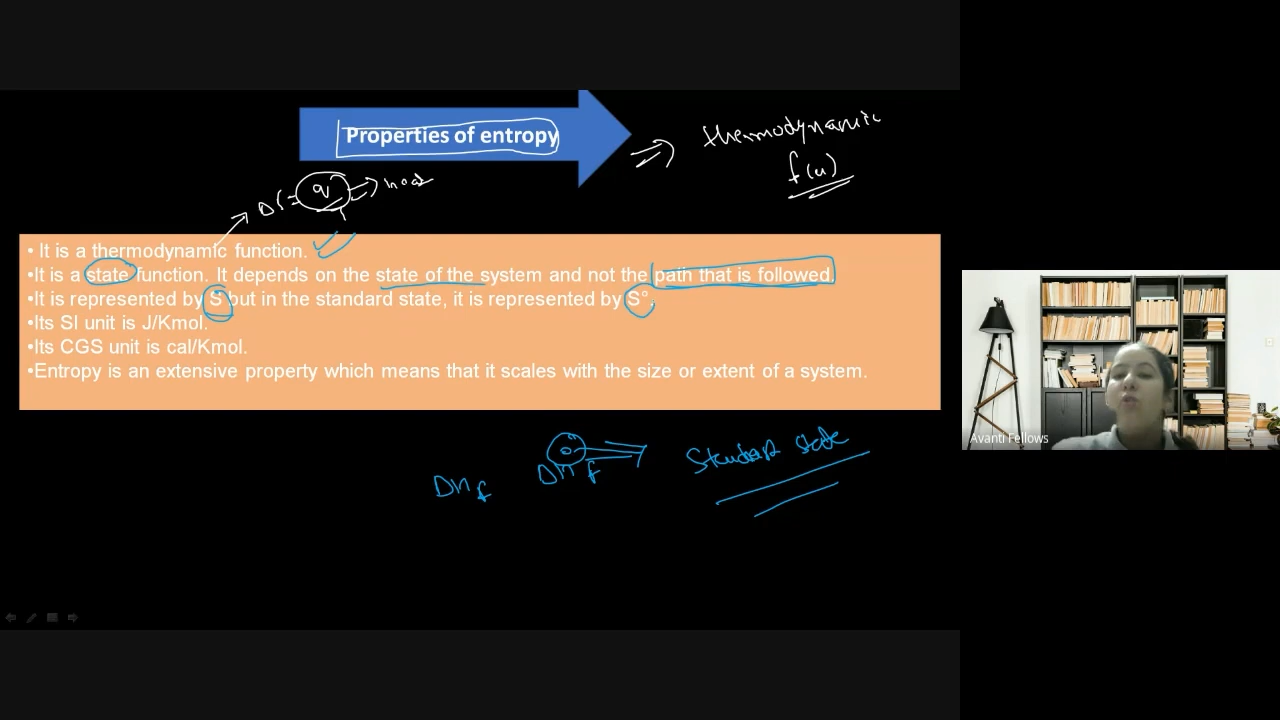 Properties of entropy
thermodynamic
f(u)
q
heat
• It is a thermodynamic function.
•It is a state function. It depends on the state of the system and not the path that is followed.
•It is represented by S but in the standard state, it is represented by S°.
•Its SI unit is J/Kmol.
•Its CGS unit is cal/Kmol.
•Entropy is an extensive property which means that it scales with the size or extent of a system.
DHf
DHf
Standard state
Avanti Fellows